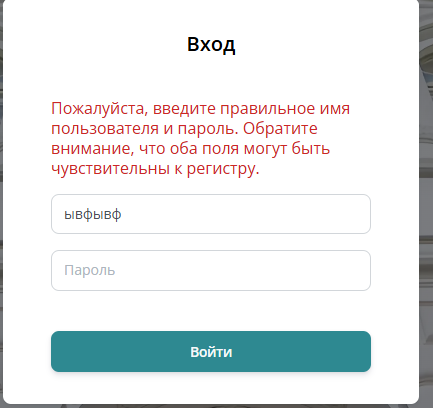 Вход
Пожалуйста, введите правильное имя
пользователя и пароль. Обратите
внимание, что оба поля могут быть
чувствительны к регистру.
ывфывф
Пароль
Войти